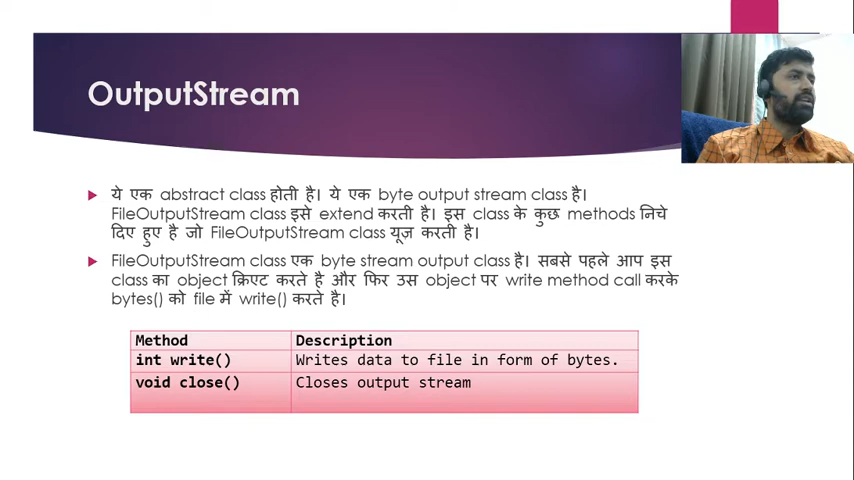 OutputStream
ये एक abstract class होती है। ये एक byte output stream class है।
FileOutputStream class इसे extend करती है। इस class के कुछ methods निचे
दिए हुए है जो FileOutputStream class यूज़ करती है।
FileOutputStream class एक byte stream output class है। सबसे पहले आप इस
class का object क्रिएट करते है और फिर उस object पर write method call करके
bytes() को file में write() करते है।
Method Description
int write() Writes data to file in form of bytes.
void close() Closes output stream